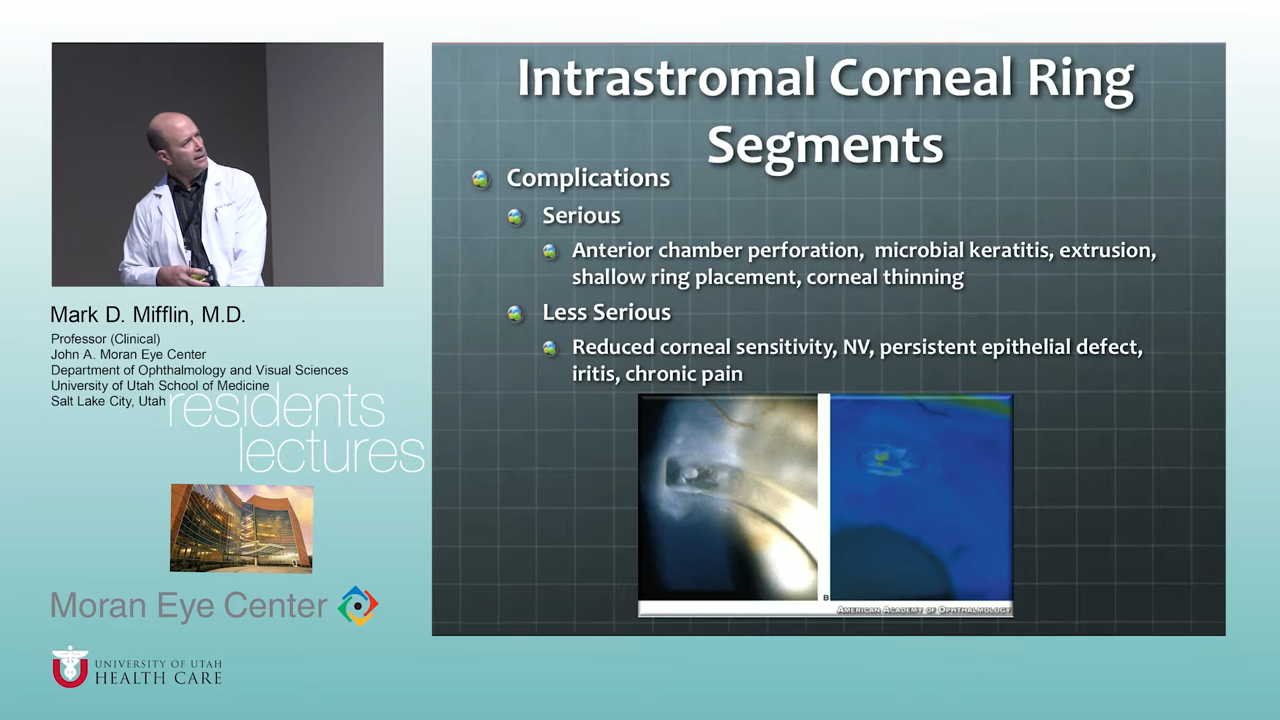 Intrastromal Corneal Ring
Segments
Complications
Serious
Anterior chamber perforation, microbial keratitis, extrusion,
shallow ring placement, corneal thinning
Less Serious
Reduced corneal sensitivity, NV, persistent epithelial defect,
iritis, chronic pain
B
American Academy of Ophthalmology
Mark D. Mifflin, M.D.
Professor (Clinical)
John A. Moran Eye Center
Department of Ophthalmology and Visual Sciences
University of Utah School of Medicine
Salt Lake City, Utah
residents
lectures
Moran Eye Center
UNIVERSITY OF UTAH
HEALTH CARE